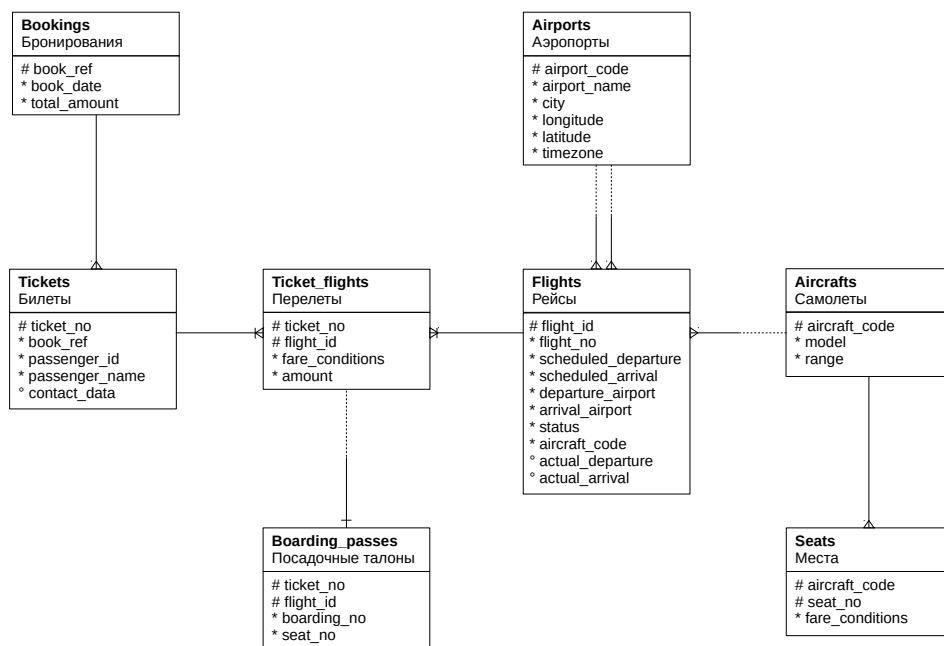 Bookings
Бронирования
# book_ref
* book_date
* total_amount
Airports
Аэропорты
# airport_code
* airport_name
* city
* longitude
* latitude
* timezone
Tickets
Билеты
# ticket_no
* book_ref
* passenger_id
* passenger_name
° contact_data
Ticket_flights
Перелеты
# ticket_no
# flight_id
* fare_conditions
* amount
Flights
Рейсы
# flight_id
* flight_no
* scheduled_departure
* scheduled_arrival
* departure_airport
* arrival_airport
* status
* aircraft_code
° actual_departure
° actual_arrival
Aircrafts
Самолеты
# aircraft_code
* model
* range
Boarding_passes
Посадочные талоны
# ticket_no
# flight_id
* boarding_no
* seat_no
Seats
Места
# aircraft_code
# seat_no
* fare_conditions